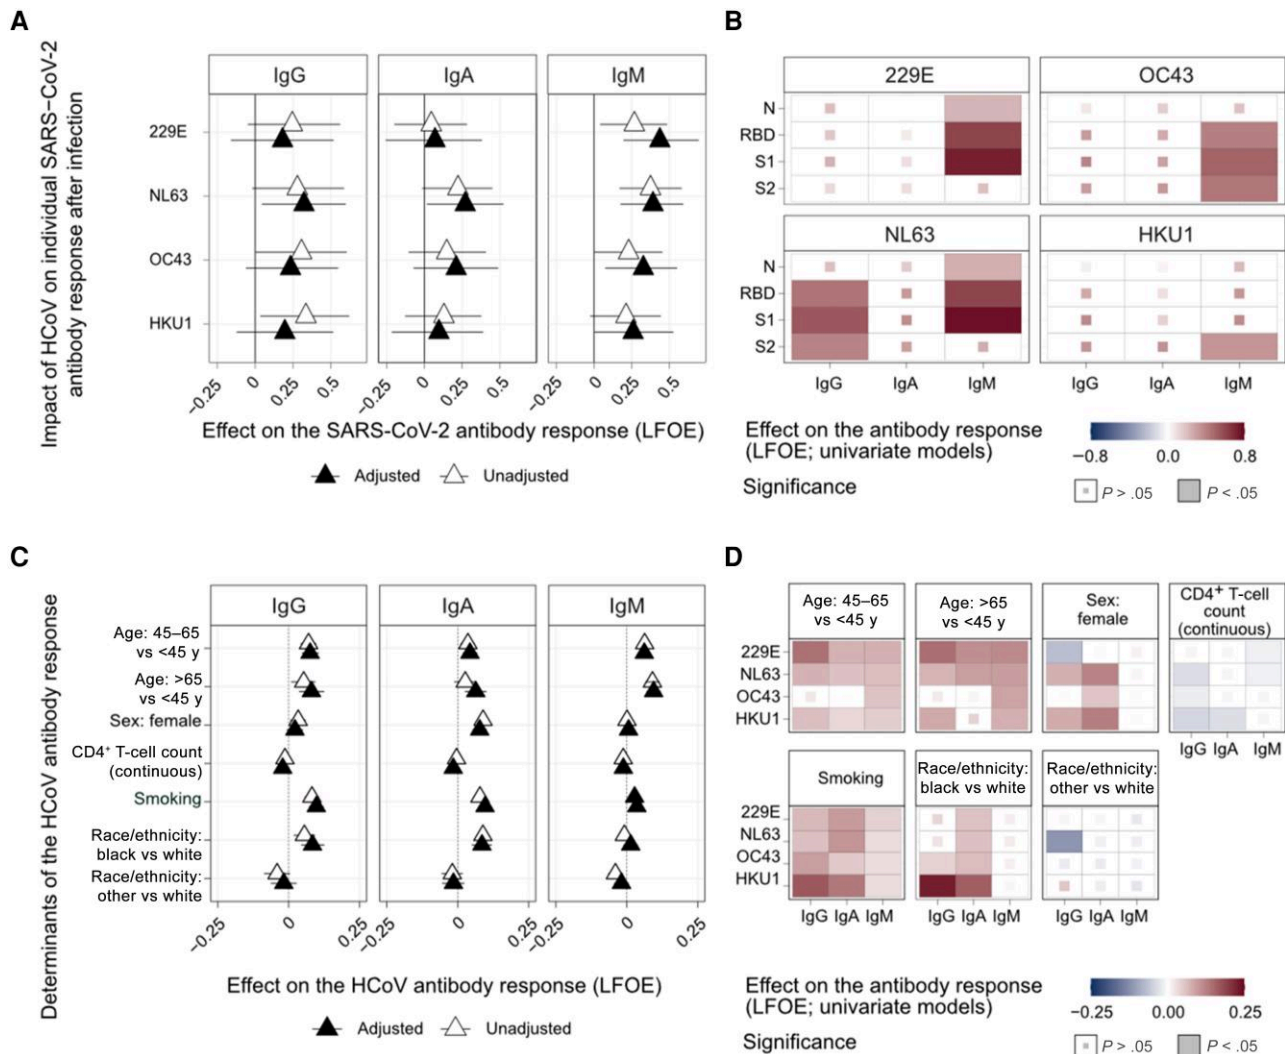 A
Impact of HCoV on individual SARS–CoV-2
antibody response after infection
IgG
IgA
IgM
229E
NL63
OC43
HKU1
−0.25
0
0.25
0.5
−0.25
0
0.25
0.5
−0.25
0
0.25
0.5
Effect on the SARS-CoV-2 antibody response (LFOE)
Adjusted
Unadjusted
B
229E
OC43
N
RBD
S1
S2
NL63
HKU1
N
RBD
S1
S2
IgG
IgA
IgM
IgG
IgA
IgM
Effect on the antibody response
(LFOE; univariate models)
−0.8
0.0
0.8
Significance
P > .05
P < .05
C
Determinants of the HCoV antibody response
IgG
IgA
IgM
Age: 45–65
vs <45 y
Age: >65
vs <45 y
Sex: female
CD4+ T-cell count
(continuous)
Smoking
Race/ethnicity:
black vs white
Race/ethnicity:
other vs white
−0.25
0
0.25
−0.25
0
0.25
−0.25
0
0.25
Effect on the HCoV antibody response (LFOE)
Adjusted
Unadjusted
D
Age: 45–65
vs <45 y
Age: >65
vs <45 y
Sex:
female
CD4+ T-cell
count
(continuous)
229E
NL63
OC43
HKU1
IgG
IgA
IgM
Smoking
Race/ethnicity:
black vs white
Race/ethnicity:
other vs white
229E
NL63
OC43
HKU1
IgG
IgA
IgM
IgG
IgA
IgM
IgG
IgA
IgM
Effect on the antibody response
(LFOE; univariate models)
−0.25
0.00
0.25
Significance
P > .05
P < .05